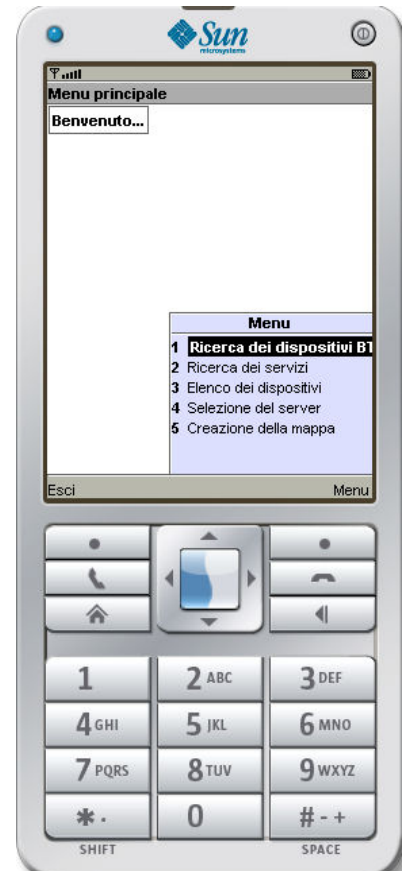 Sun
microsystems
Menu principale
Benvenuto...
Menu
1 Ricerca dei dispositivi BT
2 Ricerca dei servizi
3 Elenco dei dispositivi
4 Selezione del server
5 Creazione della mappa
Esci Menu
1 2 ABC 3 DEF
4 GHI 5 JKL 6 MNO
7 PQRS 8 TUV 9 WXYZ
* . 0 # - +
SHIFT SPACE